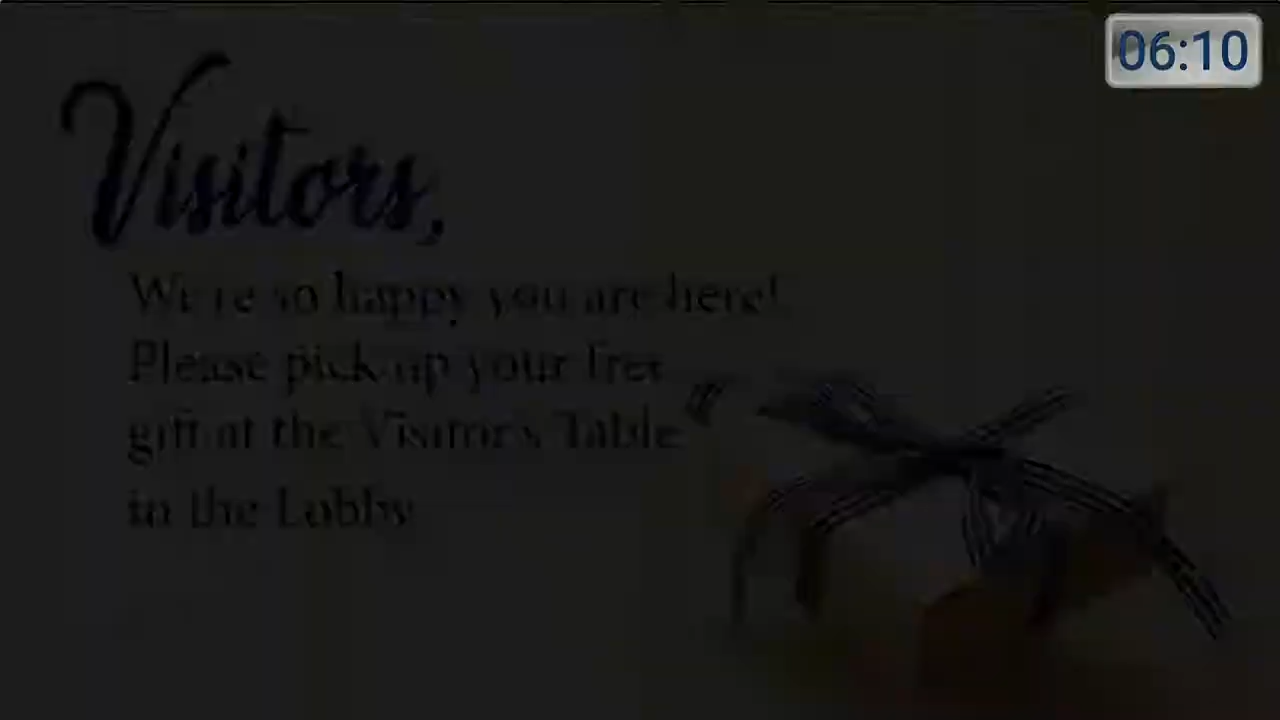 06:10
Visitors,
We're so happy you are here!
Please pick up your free
gift at the Visitor's Table
in the Lobby